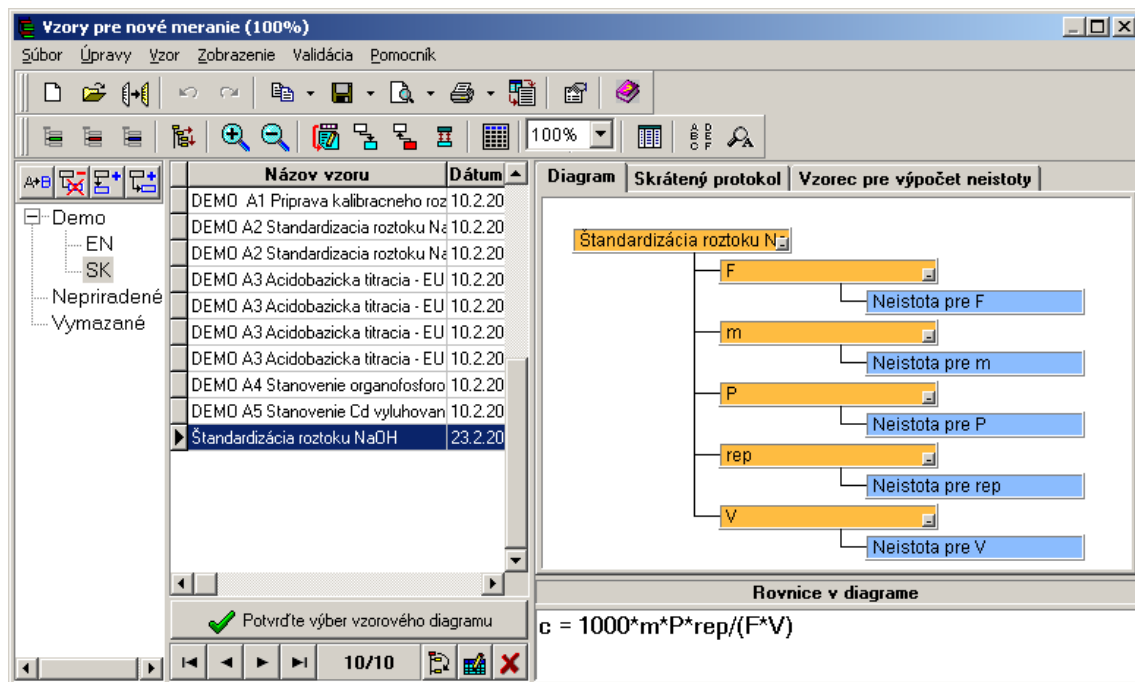 Vzory pre nové meranie (100%)
Súbor Úpravy Vzor Zobrazenie Validácia Pomocník
100%
A B C D E F
A+B
Demo
EN
SK
Nepriradené
Vymazané
Názov vzoru Dátum
DEMO A1 Priprava kalibracneho roz 10.2.20
DEMO A2 Standardizacia roztoku Na 10.2.20
DEMO A2 Standardizacia roztoku Na 10.2.20
DEMO A3 Acidobazicka titracia - EU 10.2.20
DEMO A3 Acidobazicka titracia - EU 10.2.20
DEMO A3 Acidobazicka titracia - EU 10.2.20
DEMO A3 Acidobazicka titracia - EU 10.2.20
DEMO A4 Stanovenie organofosforo 10.2.20
DEMO A5 Stanovenie Cd vyluhovan 10.2.20
Štandardizácia roztoku NaOH 23.2.20
Potvrďte výber vzorového diagramu
10/10
Diagram Skrátený protokol Vzorec pre výpočet neistoty
Štandardizácia roztoku N
F
Neistota pre F
m
Neistota pre m
P
Neistota pre P
rep
Neistota pre rep
V
Neistota pre V
Rovnice v diagrame
c = 1000*m*P*rep/(F*V)